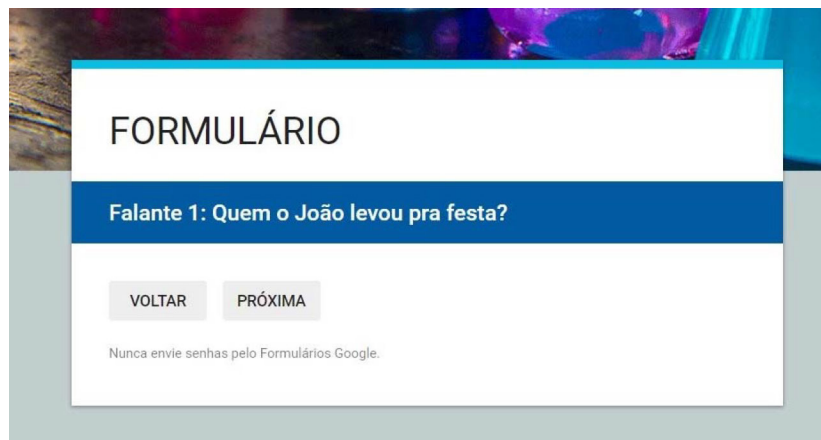 FORMULÁRIO
Falante 1: Quem o João levou pra festa?
VOLTAR PRÓXIMA
Nunca envie senhas pelo Formulários Google.